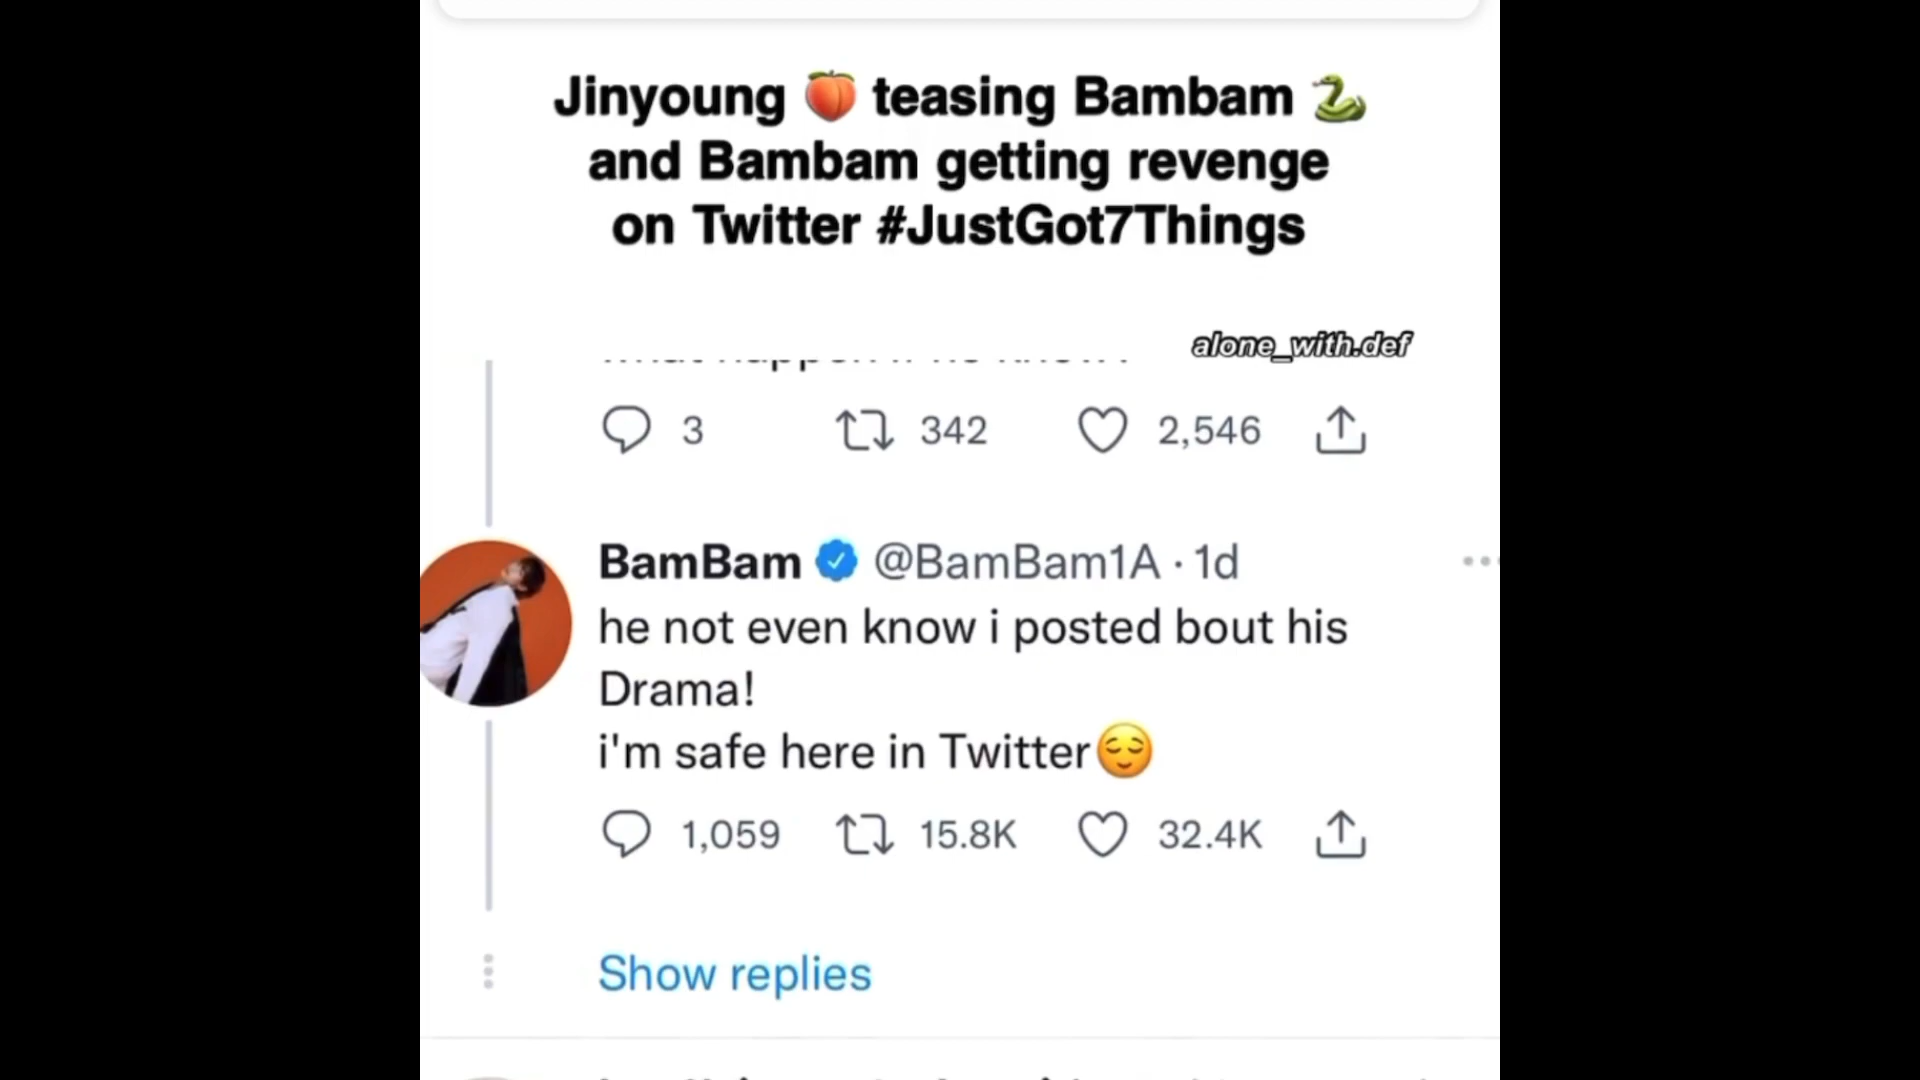 Jinyoung 🍑 teasing Bambam 🐍
and Bambam getting revenge
on Twitter #JustGot7Things
alone_with.def
3 342 2,546
BamBam @BamBam1A · 1d
he not even know i posted bout his
Drama!
i'm safe here in Twitter😌
1,059 15.8K 32.4K
Show replies